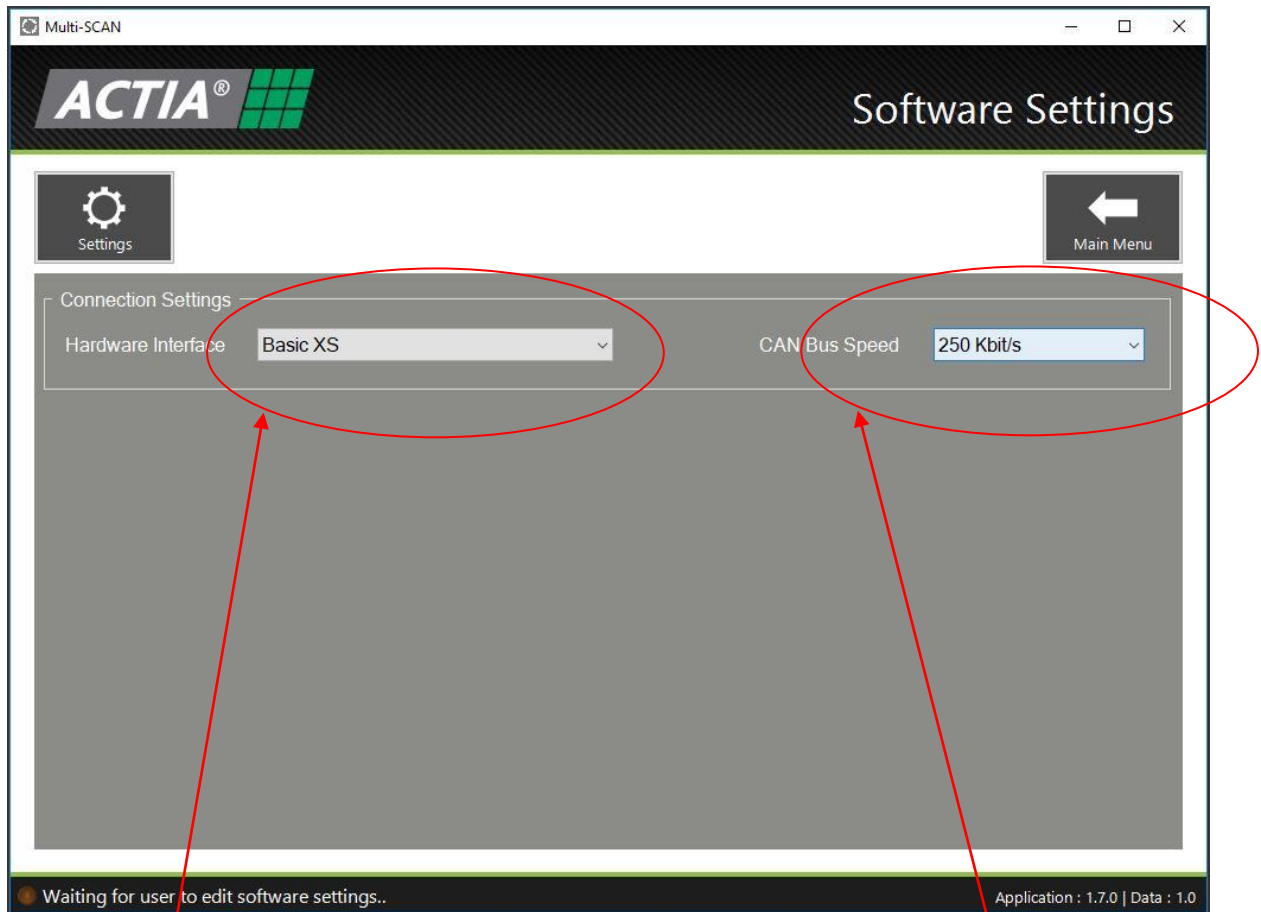 Multi-SCAN
ACTIA®
Software Settings
Settings
Main Menu
Connection Settings
Hardware Interface
Basic XS
CAN Bus Speed
250 Kbit/s
Waiting for user to edit software settings..
Application : 1.7.0 | Data : 1.0